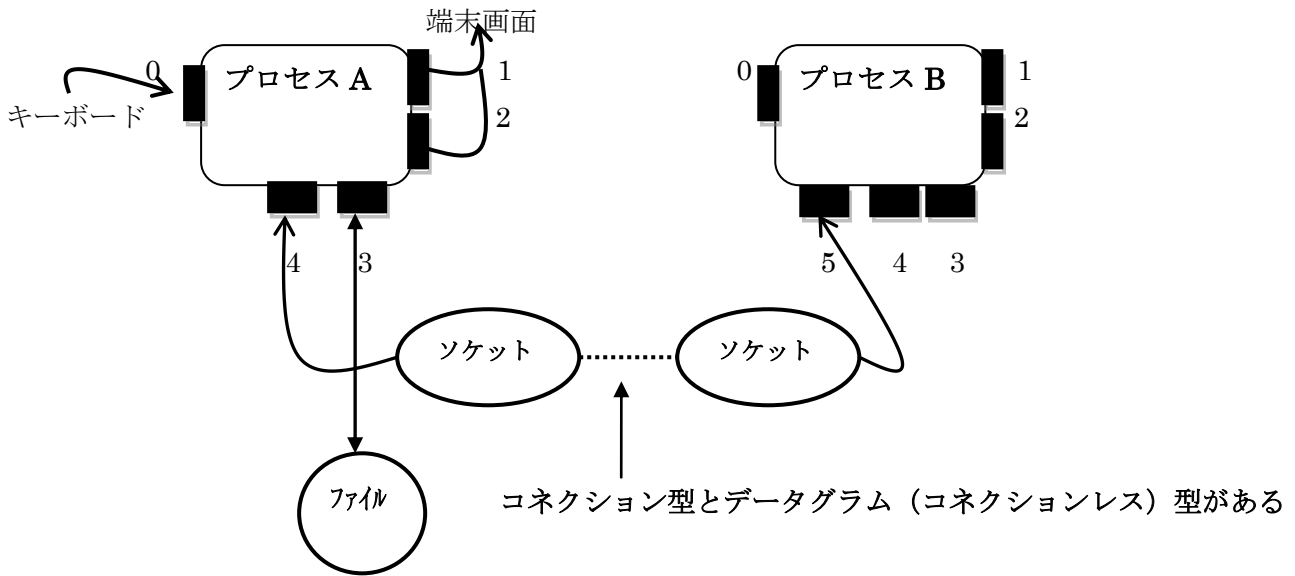 端末画面
0
プロセス A
1
キーボード
2
4
3
0
プロセス B
1
2
5
4
3
ソケット
ソケット
ファイル
コネクション型とデータグラム（コネクションレス）型がある